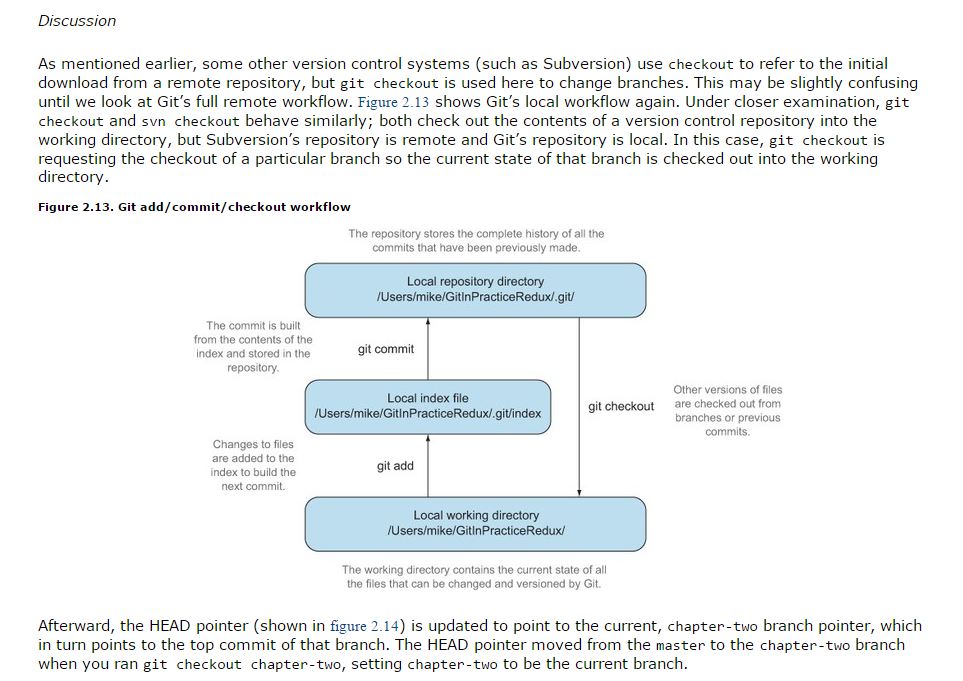 Discussion
As mentioned earlier, some other version control systems (such as Subversion) use checkout to refer to the initial
download from a remote repository, but git checkout is used here to change branches. This may be slightly confusing
until we look at Git's full remote workflow. Figure 2.13 shows Git's local workflow again. Under closer examination, git
checkout and svn checkout behave similarly; both check out the contents of a version control repository into the
working directory, but Subversion's repository is remote and Git's repository is local. In this case, git checkout is
requesting the checkout of a particular branch so the current state of that branch is checked out into the working
directory.
Figure 2.13. Git add/commit/checkout workflow
The repository stores the complete history of all the
commits that have been previously made.
Local repository directory
/Users/mike/GitInPracticeRedux/.git/
The commit is built
from the contents of the
index and stored in the
repository.
git commit
Local index file
/Users/mike/GitInPracticeRedux/.git/index
git checkout
Other versions of files
are checked out from
branches or previous
commits.
Changes to files
are added to the
index to build the
next commit.
git add
Local working directory
/Users/mike/GitInPracticeRedux/
The working directory contains the current state of all
the files that can be changed and versioned by Git.
Afterward, the HEAD pointer (shown in figure 2.14) is updated to point to the current, chapter-two branch pointer, which
in turn points to the top commit of that branch. The HEAD pointer moved from the master to the chapter-two branch
when you ran git checkout chapter-two, setting chapter-two to be the current branch.